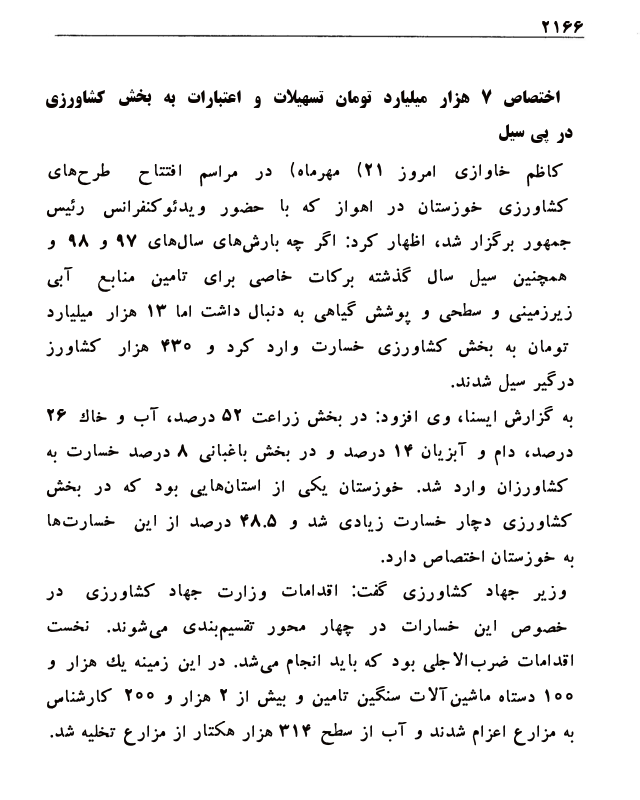 ۲۱۶۶
اختصاص ۷ هزار میلیارد تومان تسهیلات و اعتبارات به بخش کشاورزی
در پی سیل
کاظم خاوازی امروز ۲۱) مهرماه) در مراسم افتتاح طرح‌های
کشاورزی خوزستان در اهواز که با حضور ویدئوکنفرانس رئیس
جمهور برگزار شد، اظهار کرد: اگر چه بارش‌های سال‌های ۹۷ و ۹۸ و
همچنین سیل سال گذشته برکات خاصی برای تامین منابع آبی
زیرزمینی و سطحی و پوشش گیاهی به دنبال داشت اما ۱۳ هزار میلیارد
تومان به بخش کشاورزی خسارت وارد کرد و ۴۳۰ هزار کشاورز
درگیر سیل شدند.
به گزارش ایسنا، وی افزود: در بخش زراعت ۵۲ درصد، آب و خاك ۲۶
درصد، دام و آبزیان ۱۴ درصد و در بخش باغبانی ۸ درصد خسارت به
کشاورزان وارد شد. خوزستان یکی از استان‌هایی بود که در بخش
کشاورزی دچار خسارت زیادی شد و ۴۸.۵ درصد از این خسارت‌ها
به خوزستان اختصاص دارد.
وزیر جهاد کشاورزی گفت: اقدامات وزارت جهاد کشاورزی در
خصوص این خسارات در چهار محور تقسیم‌بندی می‌شوند. نخست
اقدامات ضرب‌الاجلی بود که باید انجام می‌شد. در این زمینه یك هزار و
۱۰۰ دستاه ماشین‌آلات سنگین تامین و بیش از ۲ هزار و ۲۰۰ کارشناس
به مزارع اعزام شدند و آب از سطح ۳۱۴ هزار هکتار از مزارع تخلیه شد.